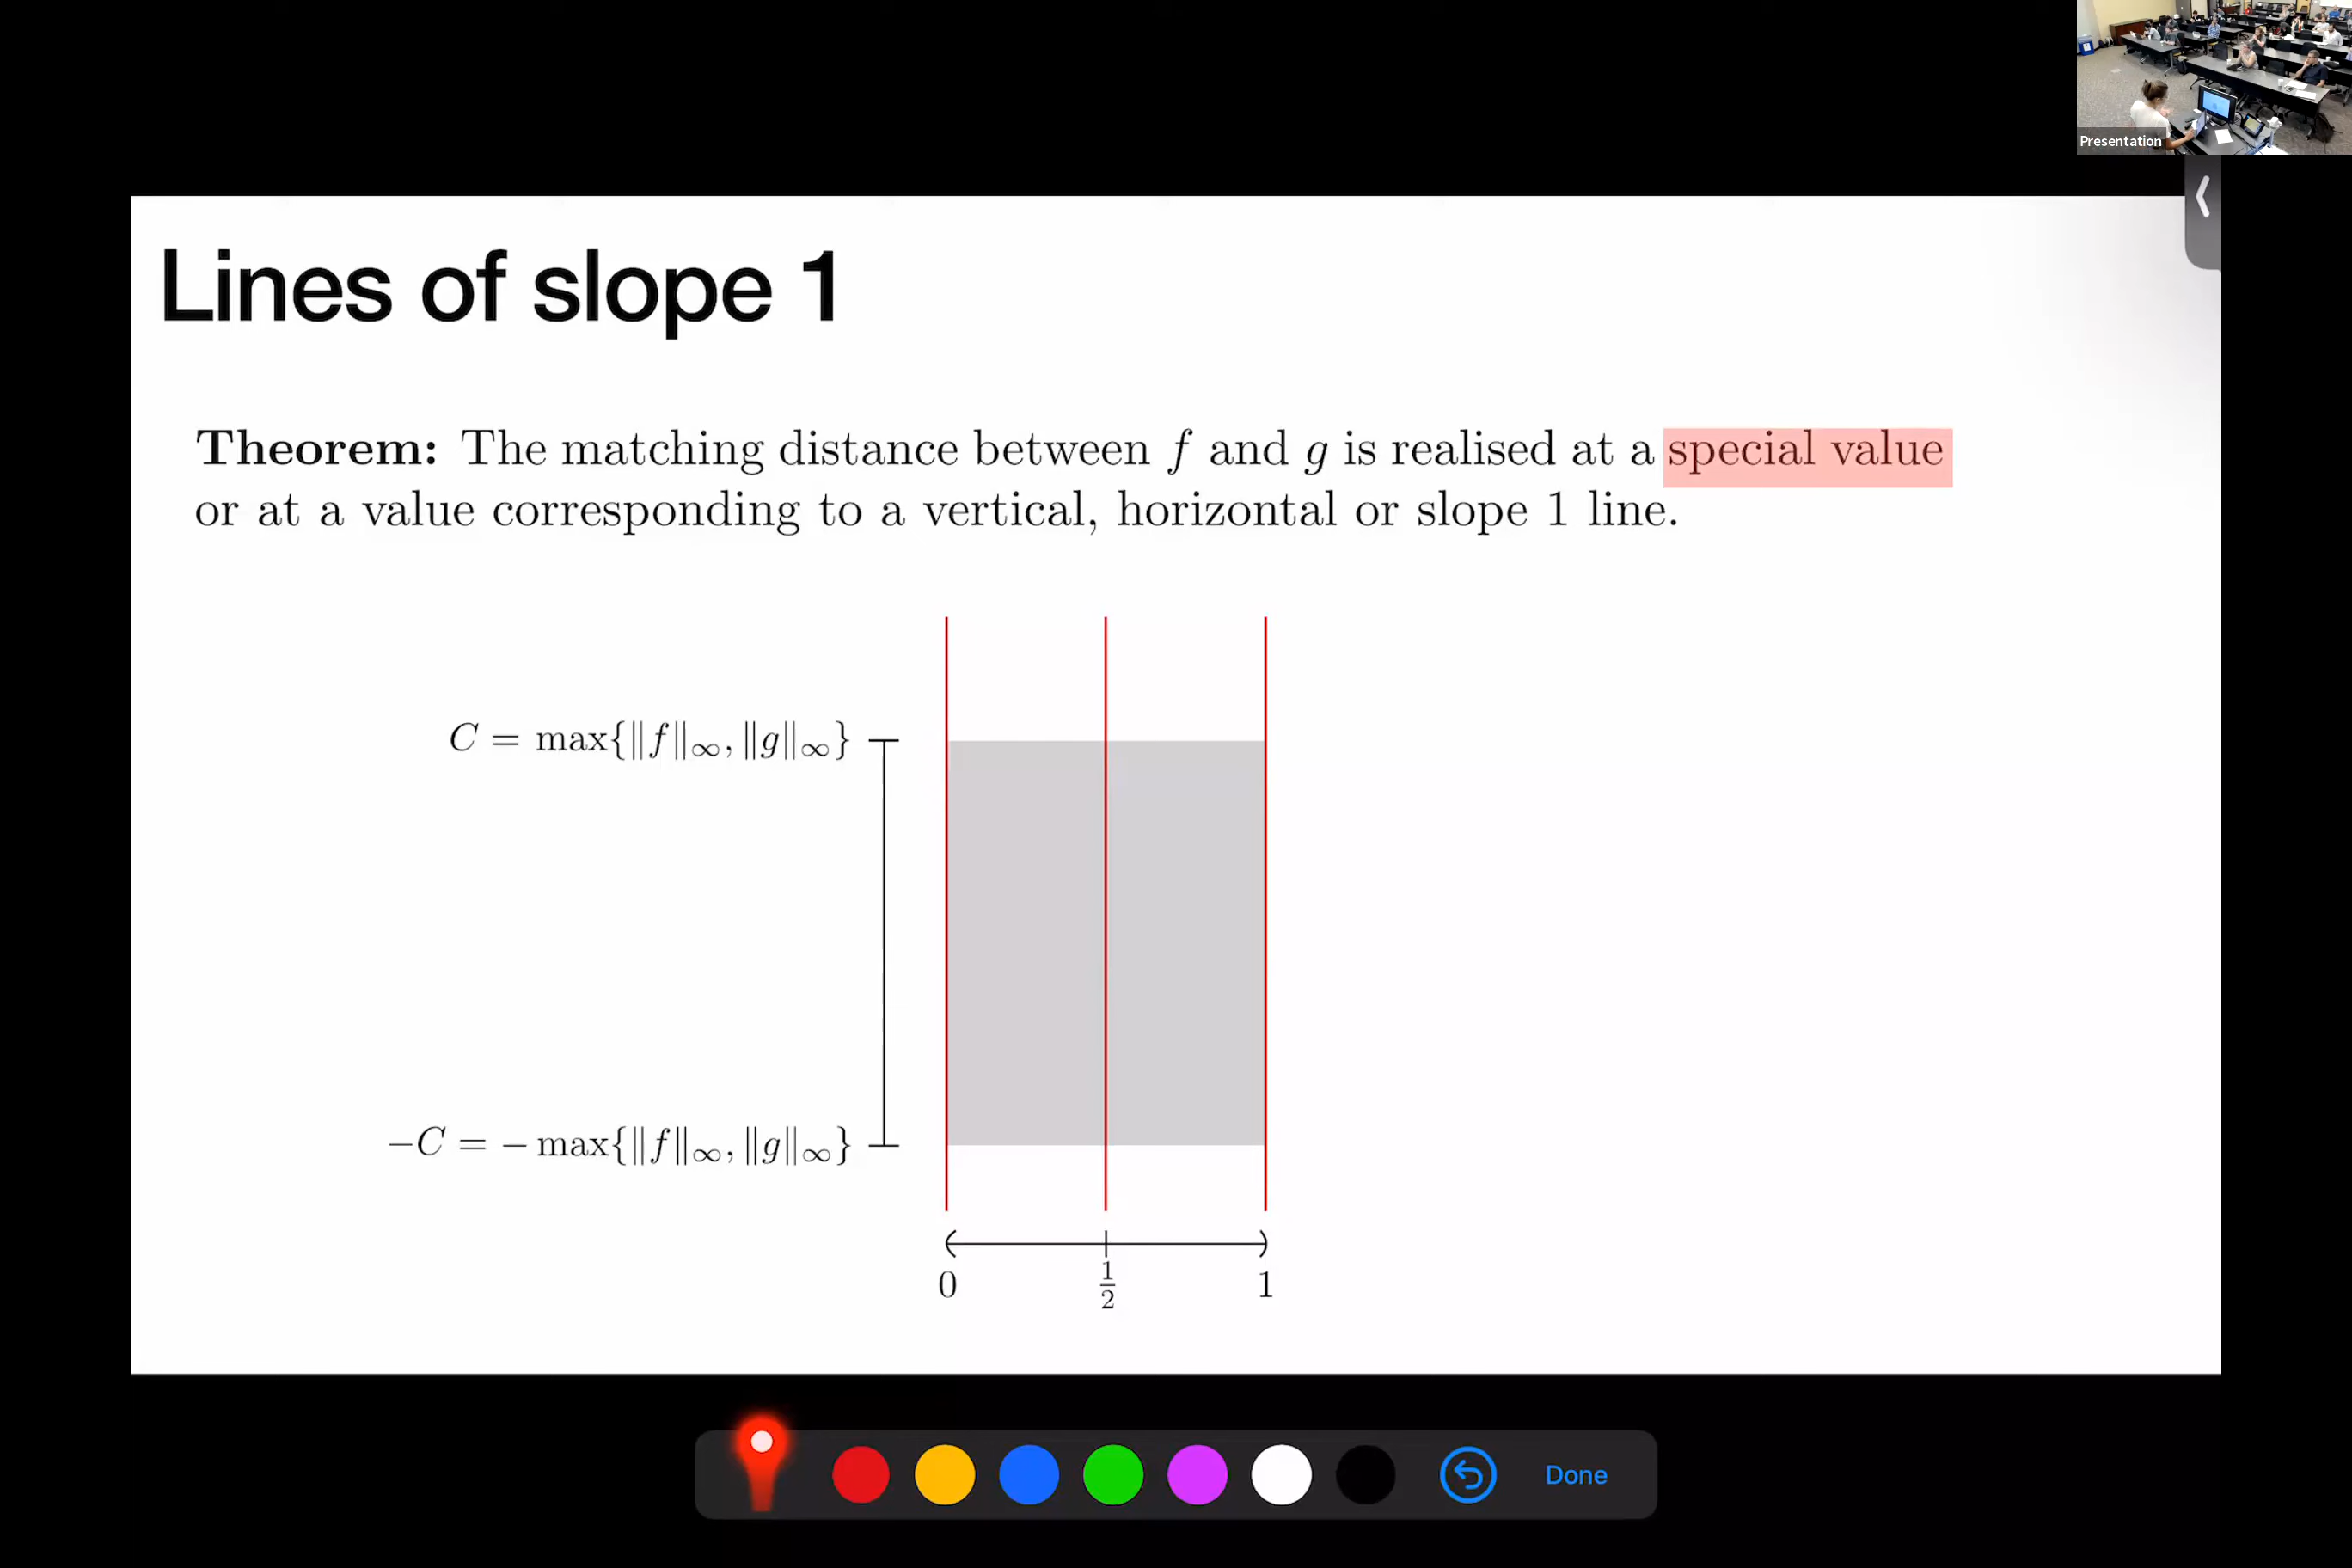 Presentation
Lines of slope 1
Theorem: The matching distance between f and g is realised at a special value
or at a value corresponding to a vertical, horizontal or slope 1 line.
C = max{‖f‖∞, ‖g‖∞}
−C = − max{‖f‖∞, ‖g‖∞}
0 1/2 1
Done